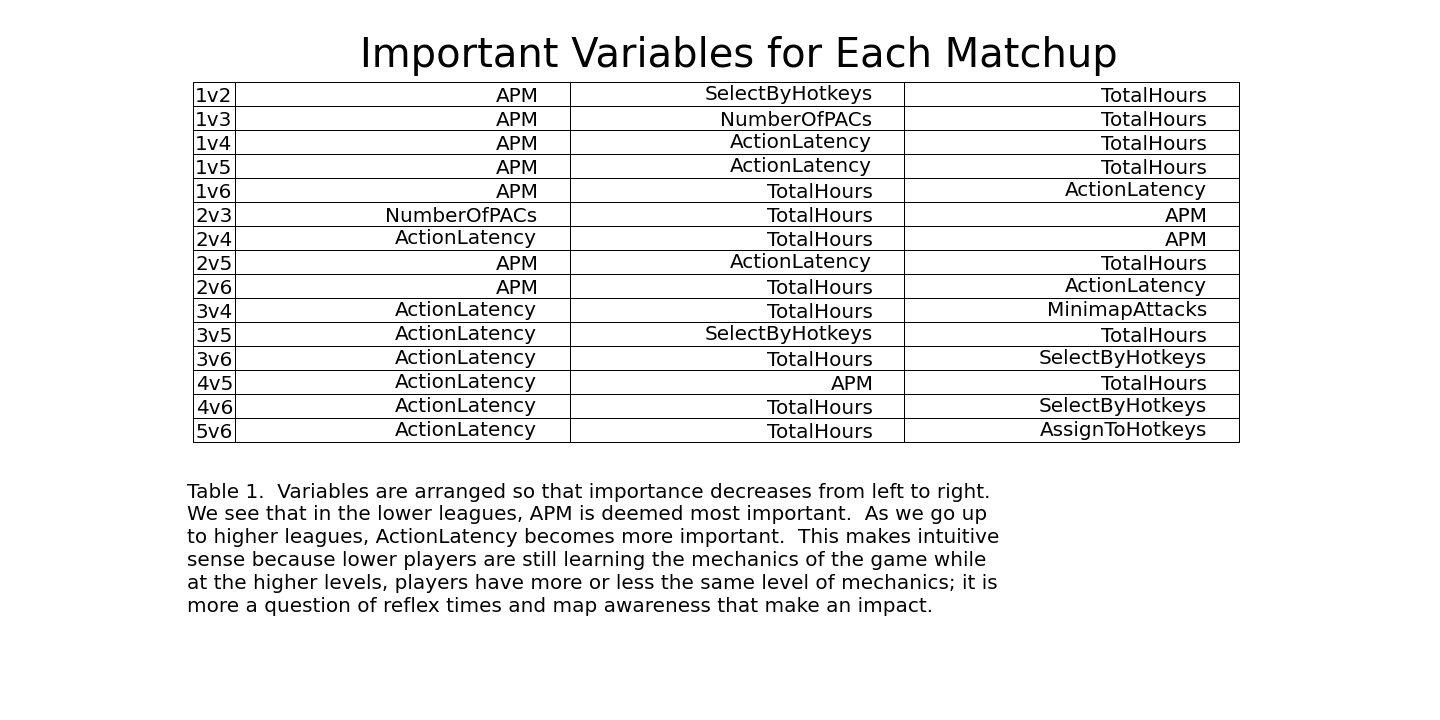 Important Variables for Each Matchup
1v2 APM SelectByHotkeys TotalHours
1v3 APM NumberOfPACs TotalHours
1v4 APM ActionLatency TotalHours
1v5 APM ActionLatency TotalHours
1v6 APM TotalHours ActionLatency
2v3 NumberOfPACs TotalHours APM
2v4 ActionLatency TotalHours APM
2v5 APM ActionLatency TotalHours
2v6 APM TotalHours ActionLatency
3v4 ActionLatency TotalHours MinimapAttacks
3v5 ActionLatency SelectByHotkeys TotalHours
3v6 ActionLatency TotalHours SelectByHotkeys
4v5 ActionLatency APM TotalHours
4v6 ActionLatency TotalHours SelectByHotkeys
5v6 ActionLatency TotalHours AssignToHotkeys
Table 1.  Variables are arranged so that importance decreases from left to right.
We see that in the lower leagues, APM is deemed most important.  As we go up
to higher leagues, ActionLatency becomes more important.  This makes intuitive
sense because lower players are still learning the mechanics of the game while
at the higher levels, players have more or less the same level of mechanics; it is
more a question of reflex times and map awareness that make an impact.